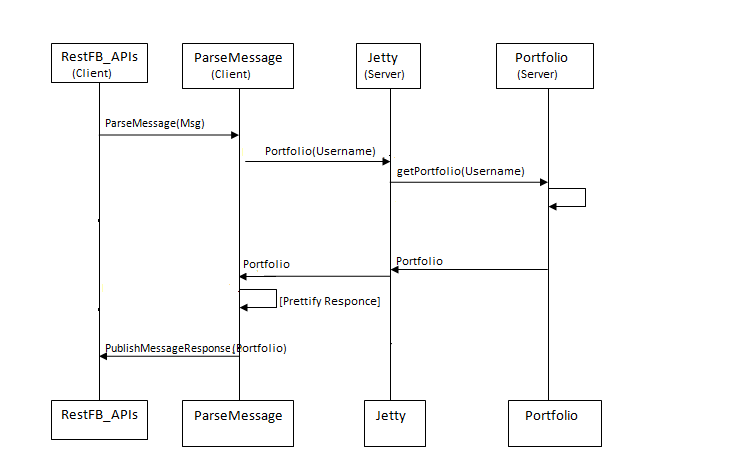 RestFB_APIs
(Client)
ParseMessage
(Client)
Jetty
(Server)
Portfolio
(Server)
ParseMessage(Msg)
Portfolio(Username)
getPortfolio(Username)
Portfolio
Portfolio
[Prettify Responce]
PublishMessageResponse(Portfolio)
RestFB_APIs
ParseMessage
Jetty
Portfolio